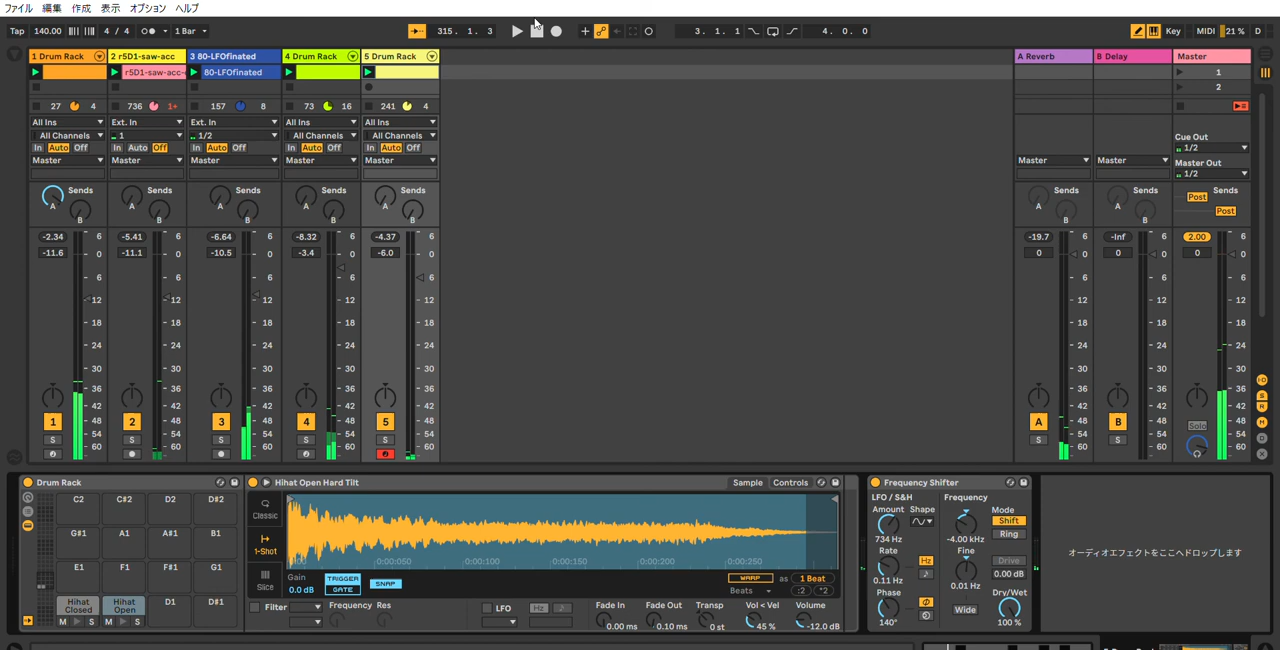 ファイル 編集 作成 表示 オプション ヘルプ
Tap 140.00 4 / 4 1 Bar 315. 1. 3 3. 1. 1 4. 0. 0 Key MIDI 21 % D
1 Drum Rack 2 r5D1-saw-acc 3 80-LFOfinated 4 Drum Rack 5 Drum Rack A Reverb B Delay Master
r5D1-saw-acc- 80-LFOfinated 1
2
27 4 736 1+ 157 8 73 16 241 4
All Ins Ext. In Ext. In All Ins All Ins
All Channels 1 1/2 All Channels All Channels Cue Out
In Auto Off In Auto Off In Auto Off In Auto Off In Auto Off 1/2
Master Master Master Master Master Master Master Master Out
1/2
Sends Sends Sends Sends Sends Sends Sends Sends
A A A A A A A Post
B B B B B B B Post
-2.34 6 -5.41 6 -6.64 6 -8.32 6 -4.37 6 -19.7 6 -Inf 6 2.00 6
-11.6 0 -11.1 0 -10.5 0 -3.4 0 -6.0 0 0 0 0 0 0 0
6 6 6 6 6 6 6 6
12 12 12 12 12 12 12 12
18 18 18 18 18 18 18 18
24 24 24 24 24 24 24 24
30 30 30 30 30 30 30 30
36 36 36 36 36 36 36 36
42 42 42 42 42 42 42 42
1 48 2 48 3 48 4 48 5 48 A 48 B 48 Solo 48
S 54 S 54 S 54 S 54 S 54 S 54 S 54 54
60 60 60 60 60 60 60 60
Drum Rack Hihat Open Hard Tilt Sample Controls Frequency Shifter
C2 C#2 D2 D#2
G#1 A1 A#1 B1
E1 F1 F#1 G1
Hihat Closed Hihat Open D1 D#1
M S M S
Classic
1-Shot
Slice
0:00:050 0:00:100 0:00:150 0:00:200 0:00:250
Gain TRIGGER SNAP WARP as 1 Beat
0.0 dB GATE Beats :2 *2
Filter Frequency Res LFO Hz Fade In Fade Out Transp Vol < Vel Volume
0.00 ms 0.10 ms 0 st 45 % -12.0 dB
LFO / S&H Frequency
Amount Shape Mode
734 Hz -4.00 kHz Shift
Rate Hz Fine Ring
0.11 Hz 0.01 Hz Drive
0.00 dB
Phase Wide Dry/Wet
140° 100 %
オーディオエフェクトをここへドロップします